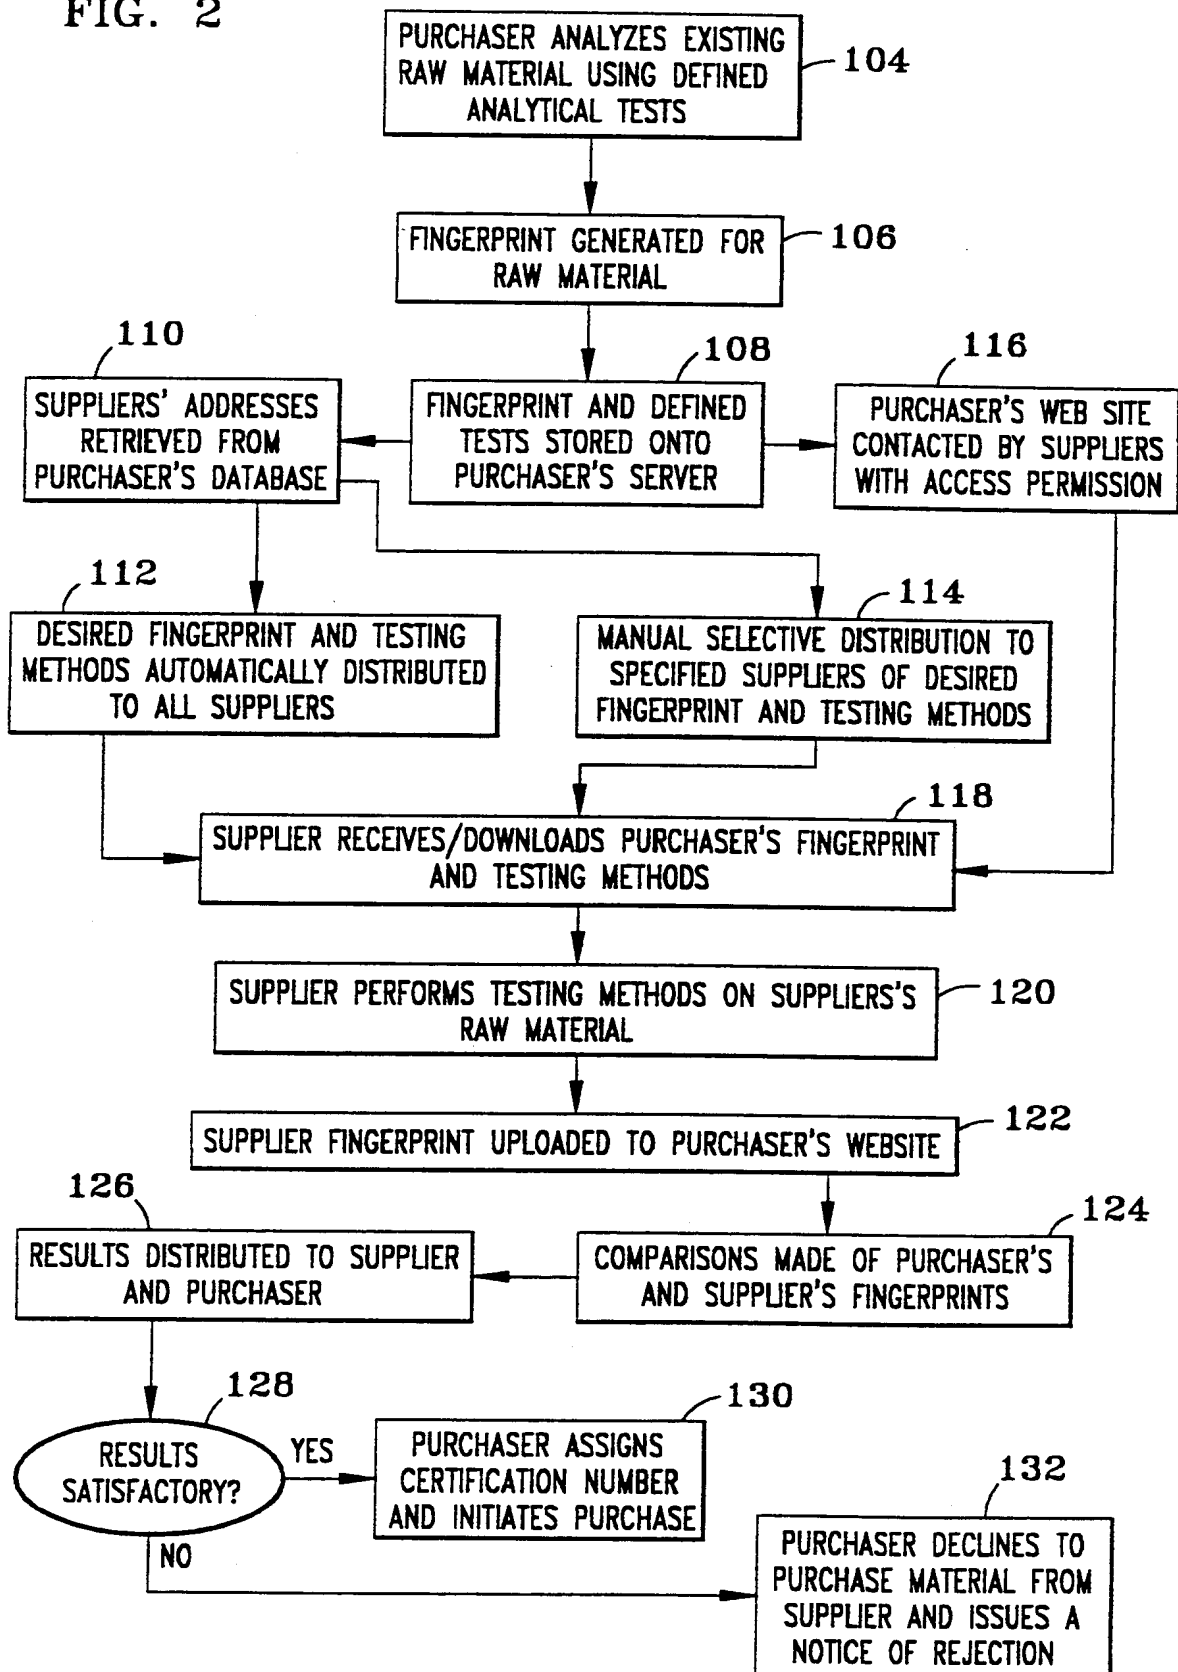 FIG. 2
PURCHASER ANALYZES EXISTING
RAW MATERIAL USING DEFINED
ANALYTICAL TESTS
104
FINGERPRINT GENERATED FOR
RAW MATERIAL
106
110
SUPPLIERS' ADDRESSES
RETRIEVED FROM
PURCHASER'S DATABASE
108
FINGERPRINT AND DEFINED
TESTS STORED ONTO
PURCHASER'S SERVER
116
PURCHASER'S WEB SITE
CONTACTED BY SUPPLIERS
WITH ACCESS PERMISSION
112
DESIRED FINGERPRINT AND TESTING
METHODS AUTOMATICALLY DISTRIBUTED
TO ALL SUPPLIERS
114
MANUAL SELECTIVE DISTRIBUTION TO
SPECIFIED SUPPLIERS OF DESIRED
FINGERPRINT AND TESTING METHODS
118
SUPPLIER RECEIVES/DOWNLOADS PURCHASER'S FINGERPRINT
AND TESTING METHODS
SUPPLIER PERFORMS TESTING METHODS ON SUPPLIERS'S
RAW MATERIAL
120
SUPPLIER FINGERPRINT UPLOADED TO PURCHASER'S WEBSITE
122
126
RESULTS DISTRIBUTED TO SUPPLIER
AND PURCHASER
124
COMPARISONS MADE OF PURCHASER'S
AND SUPPLIER'S FINGERPRINTS
128
RESULTS
SATISFACTORY?
YES
NO
130
PURCHASER ASSIGNS
CERTIFICATION NUMBER
AND INITIATES PURCHASE
132
PURCHASER DECLINES TO
PURCHASE MATERIAL FROM
SUPPLIER AND ISSUES A
NOTICE OF REJECTION